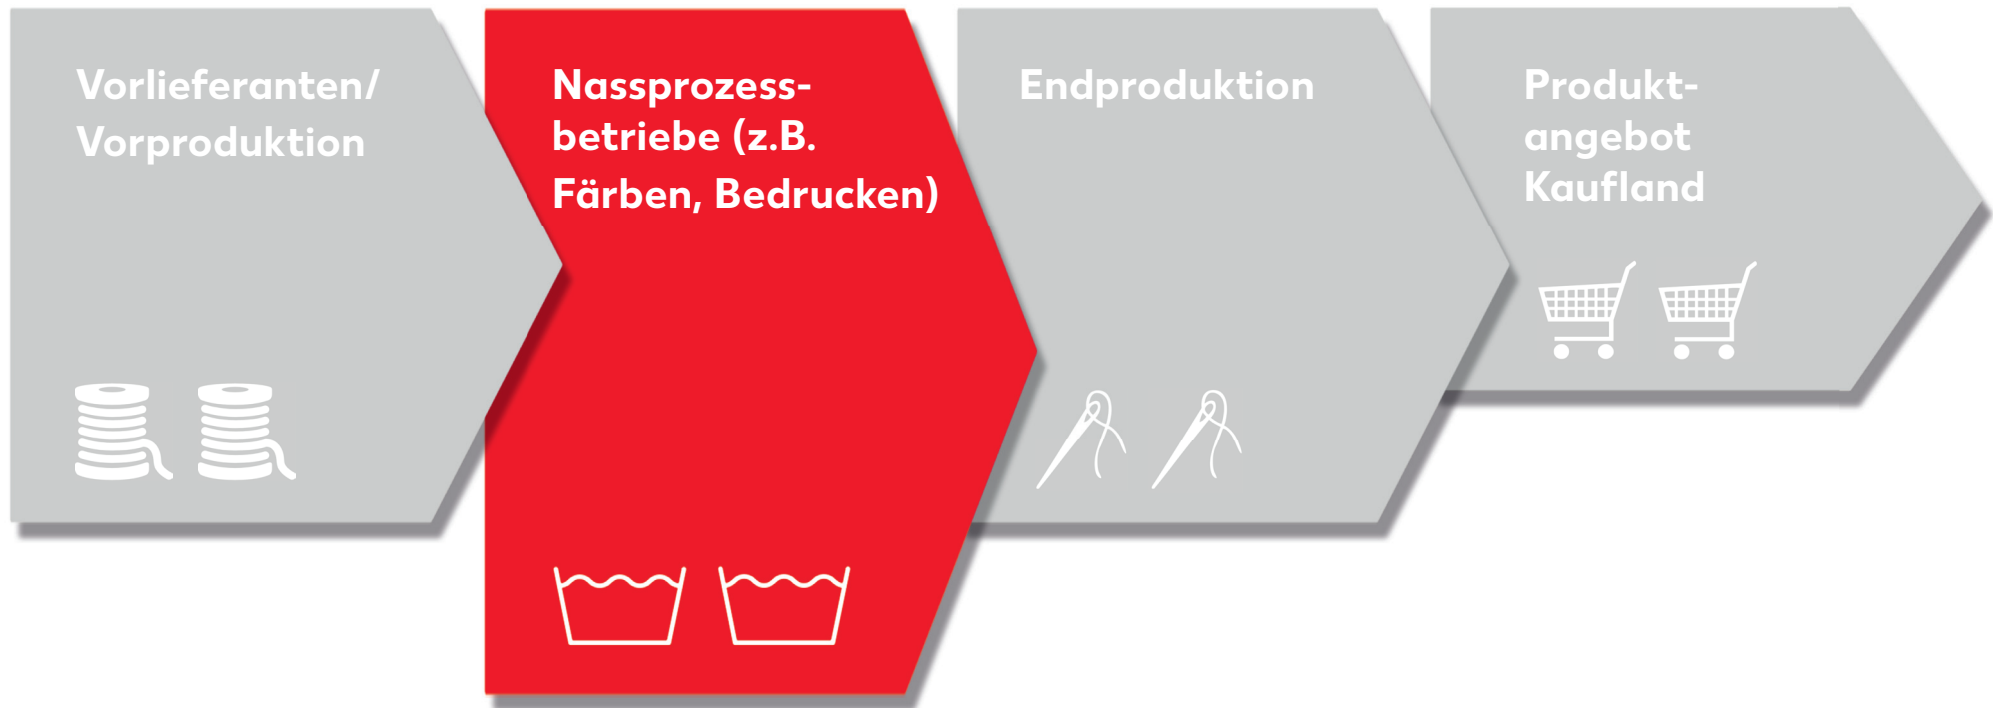 Vorlieferanten/
Vorproduktion
Nassprozess-
betriebe (z.B.
Färben, Bedrucken)
Endproduktion
Produkt-
angebot
Kaufland